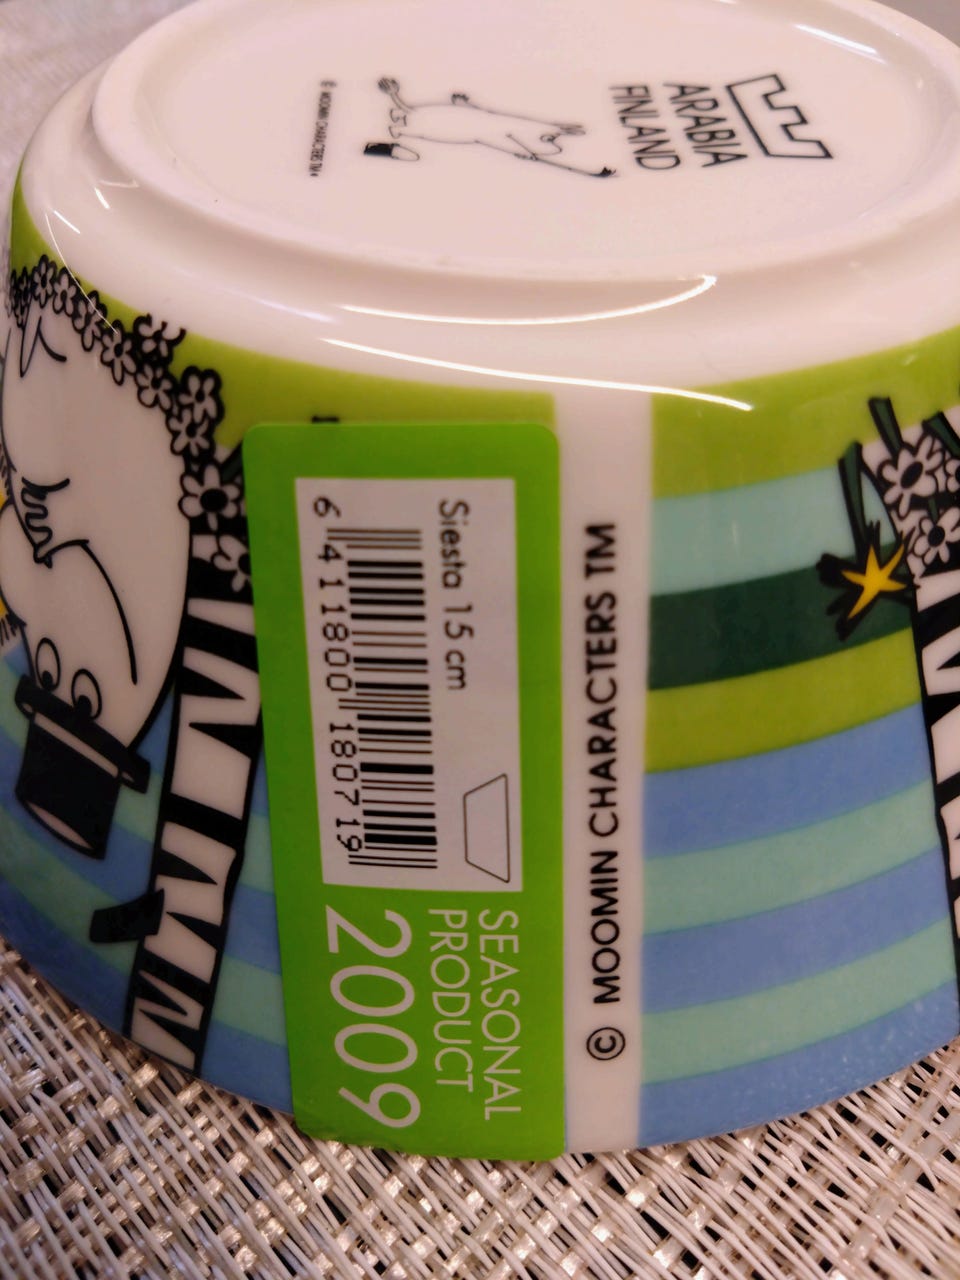 ARABIA
FINLAND
© MOOMIN CHARACTERS TM
Siesta 15 cm
6 411800 180719
SEASONAL
PRODUCT
2009
© MOOMIN CHARACTERS TM